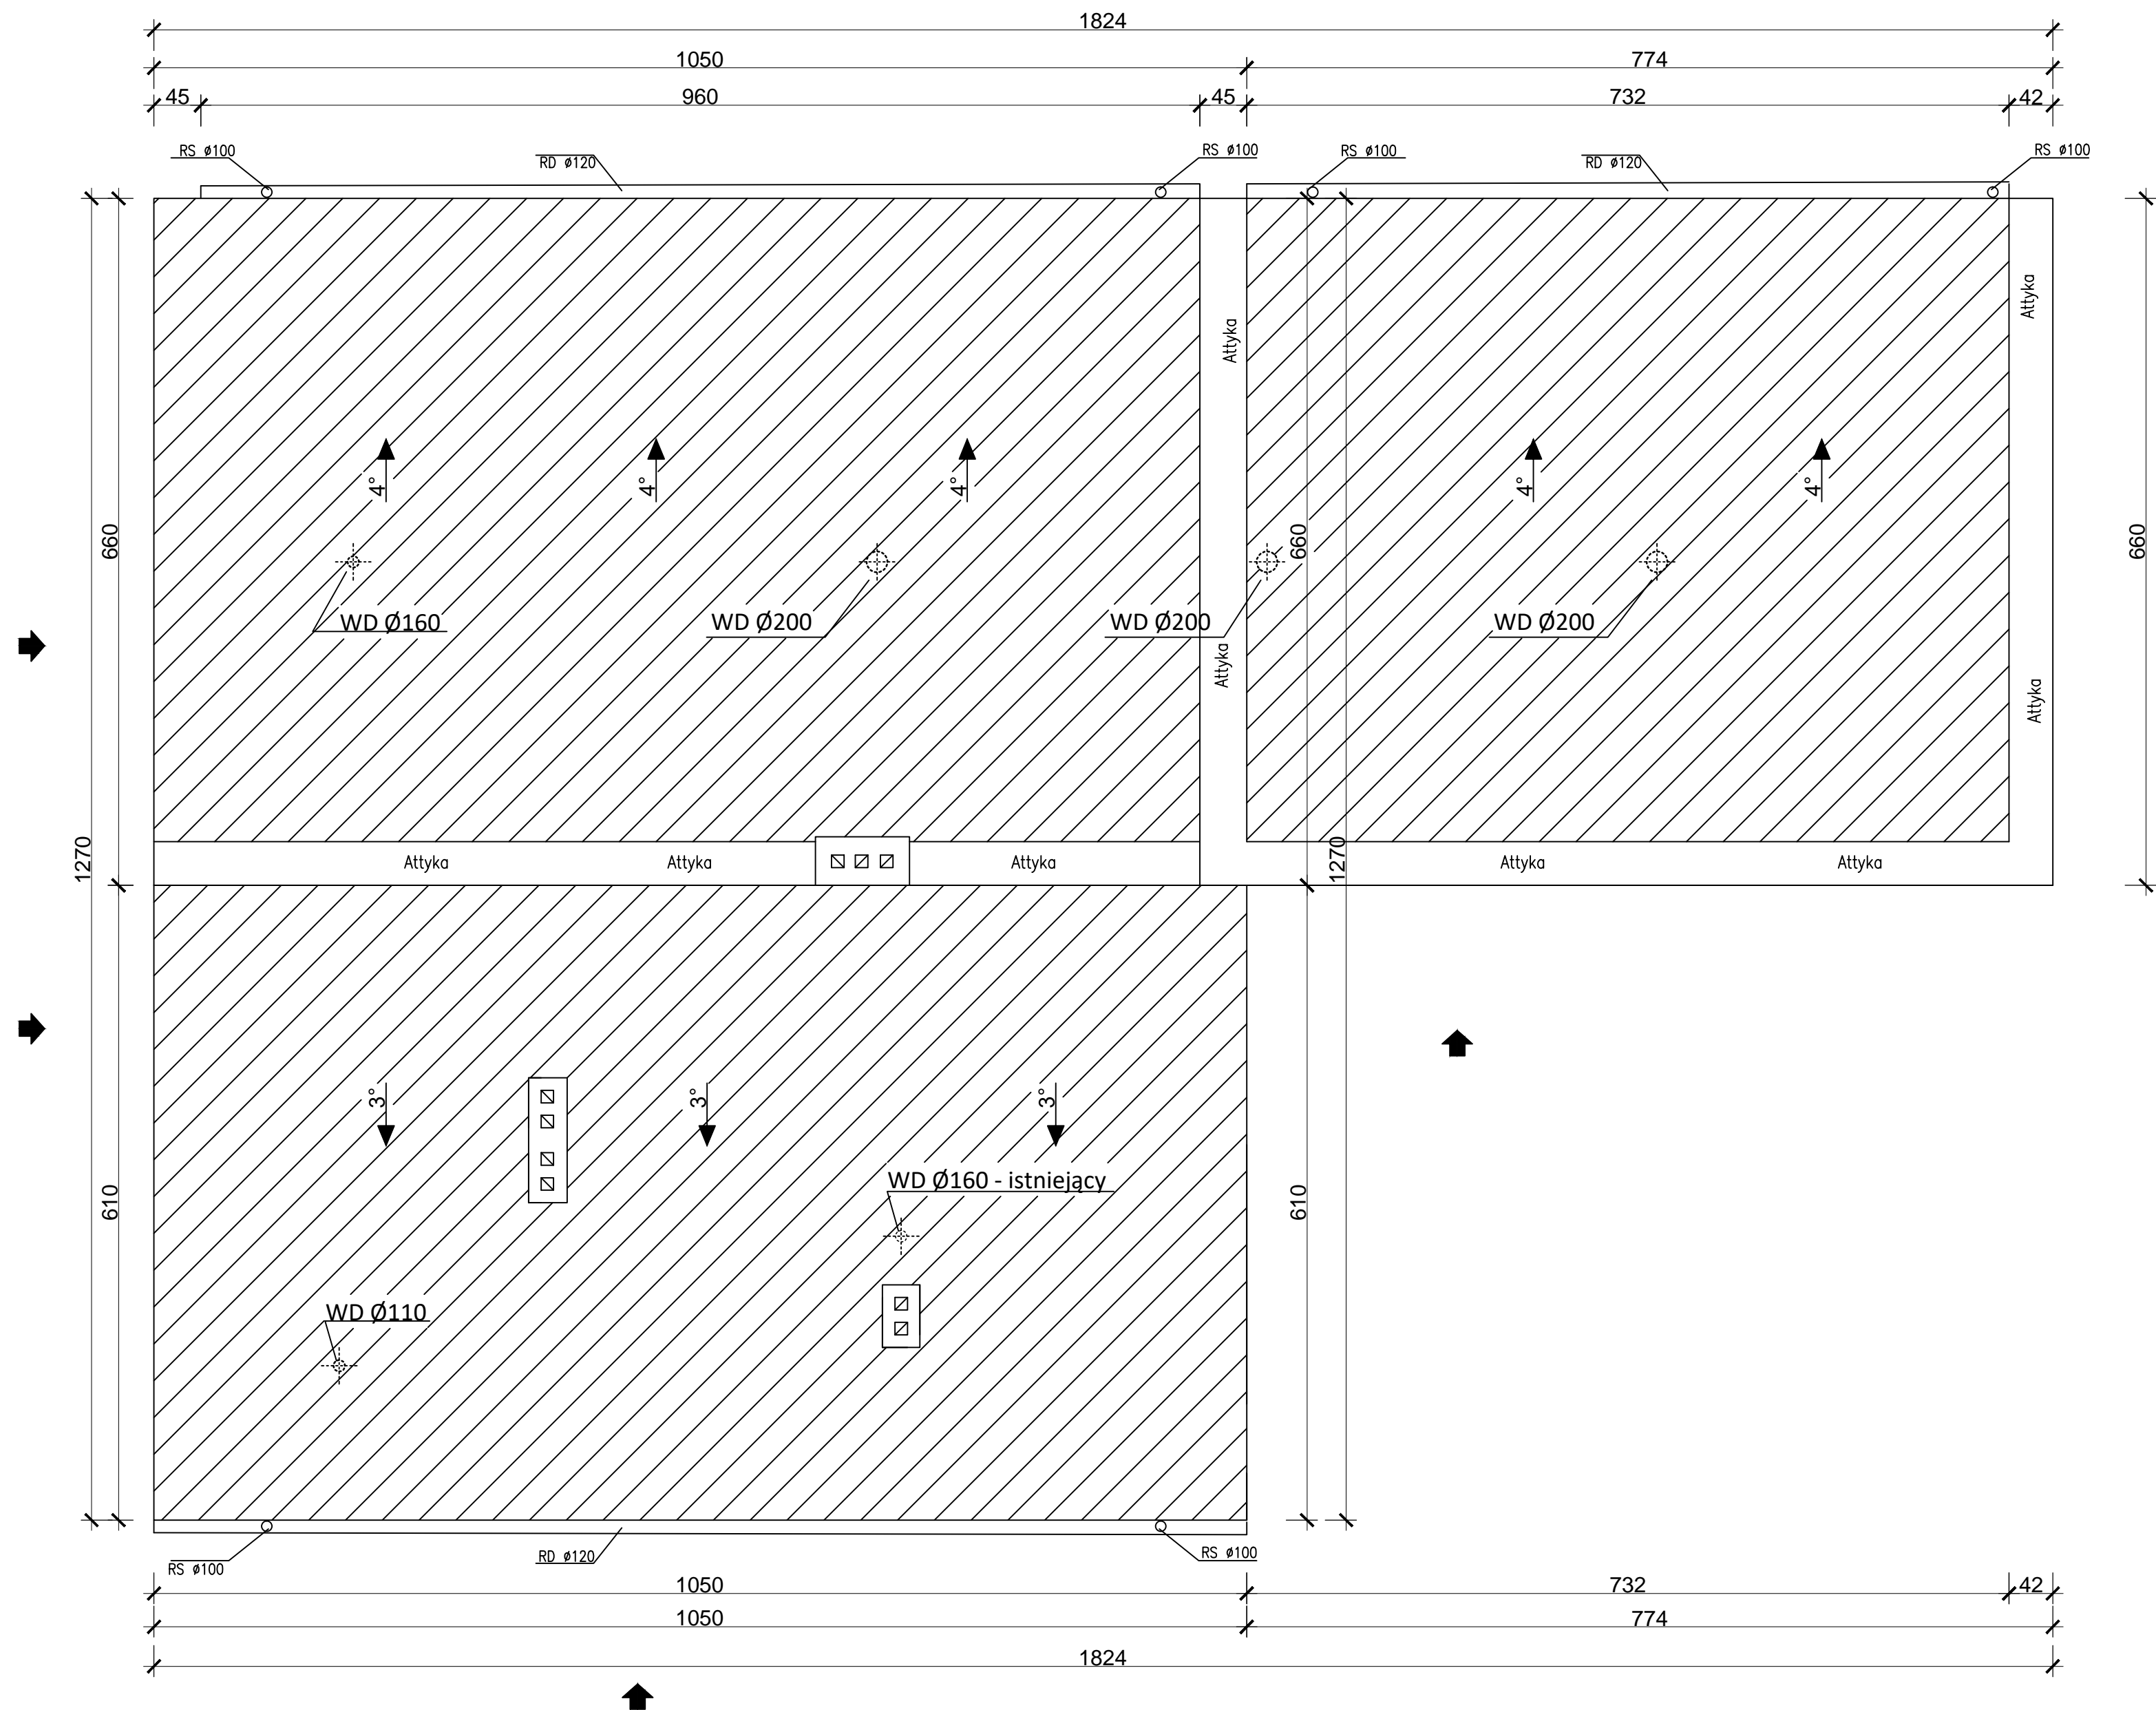 1824
1050 774
45 960 45 732 42
RS ø100 RD ø120 RS ø100 RS ø100 RD ø120 RS ø100
Attyka
Attyka
4° 4° 4° 4° 4°
660 660 660
WD Ø160 WD Ø200 WD Ø200 WD Ø200
Attyka
Attyka
1270 1270
Attyka Attyka Attyka Attyka Attyka
3° 3° 3°
WD Ø160 - istniejący
610 610
WD Ø110
RS ø100 RD ø120 RS ø100
1050 732 42
1050 774
1824